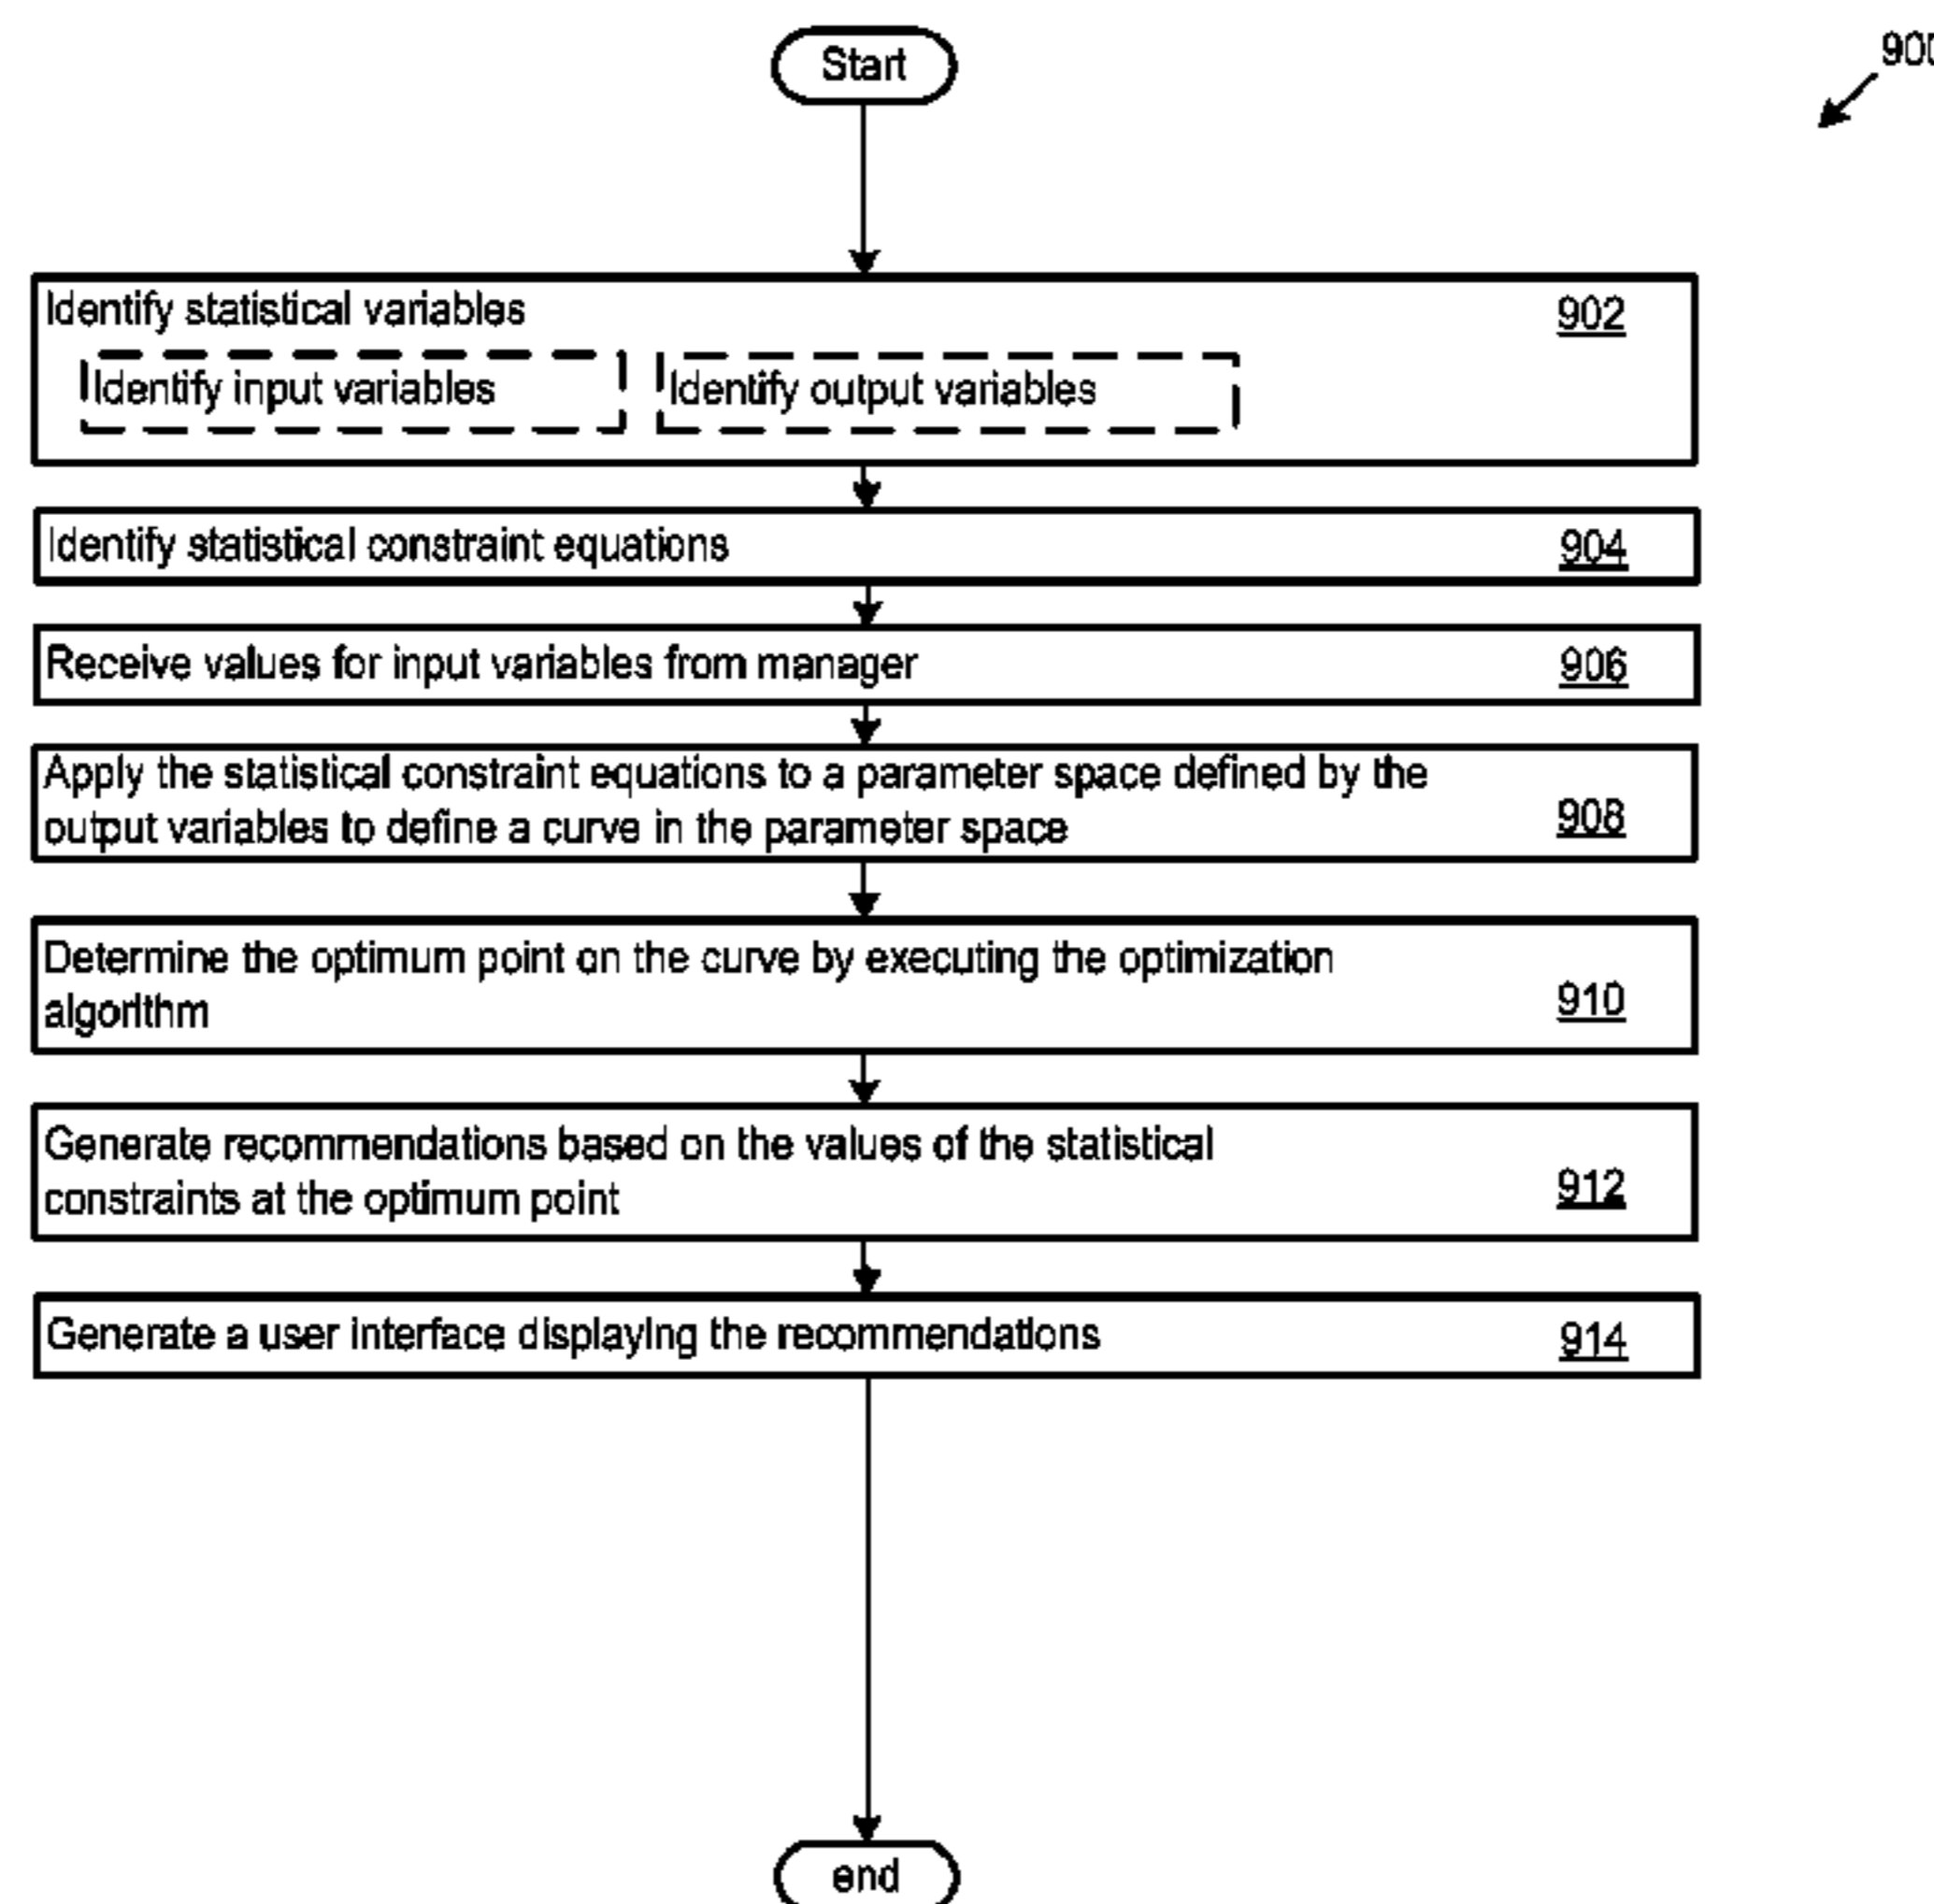 Start
900
Identify statistical variables
902
Identify input variables
Identify output variables
Identify statistical constraint equations
904
Receive values for input variables from manager
906
Apply the statistical constraint equations to a parameter space defined by the
output variables to define a curve in the parameter space
908
Determine the optimum point on the curve by executing the optimization
algorithm
910
Generate recommendations based on the values of the statistical
constraints at the optimum point
912
Generate a user interface displaying the recommendations
914
end